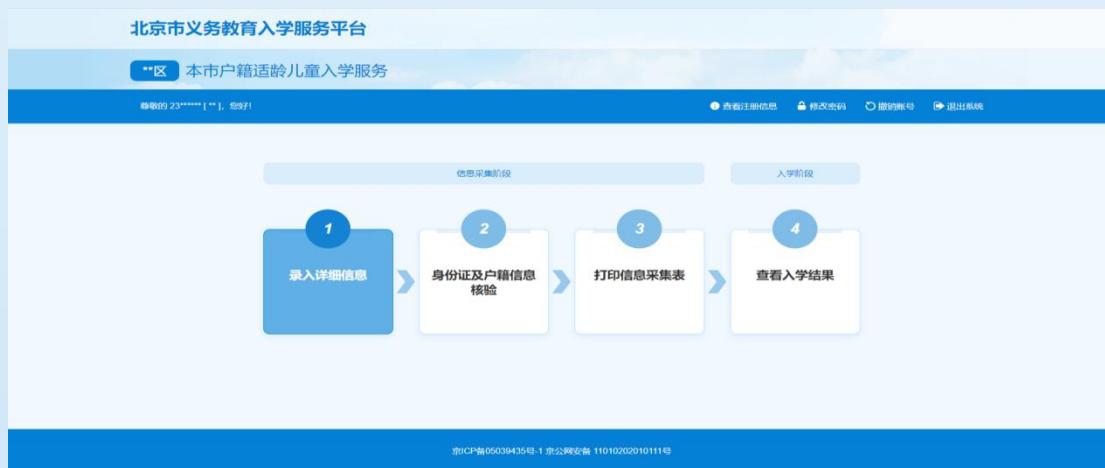 北京市义务教育入学服务平台
**区 本市户籍适龄儿童入学服务
尊敬的 23****** [ ** ]，您好!
查看注册信息 修改密码 撤销账号 退出系统
信息采集阶段 入学阶段
1 2 3 4
录入详细信息 身份证及户籍信息 打印信息采集表 查看入学结果
核验
京ICP备05039435号-1 京公网安备 11010202010111号